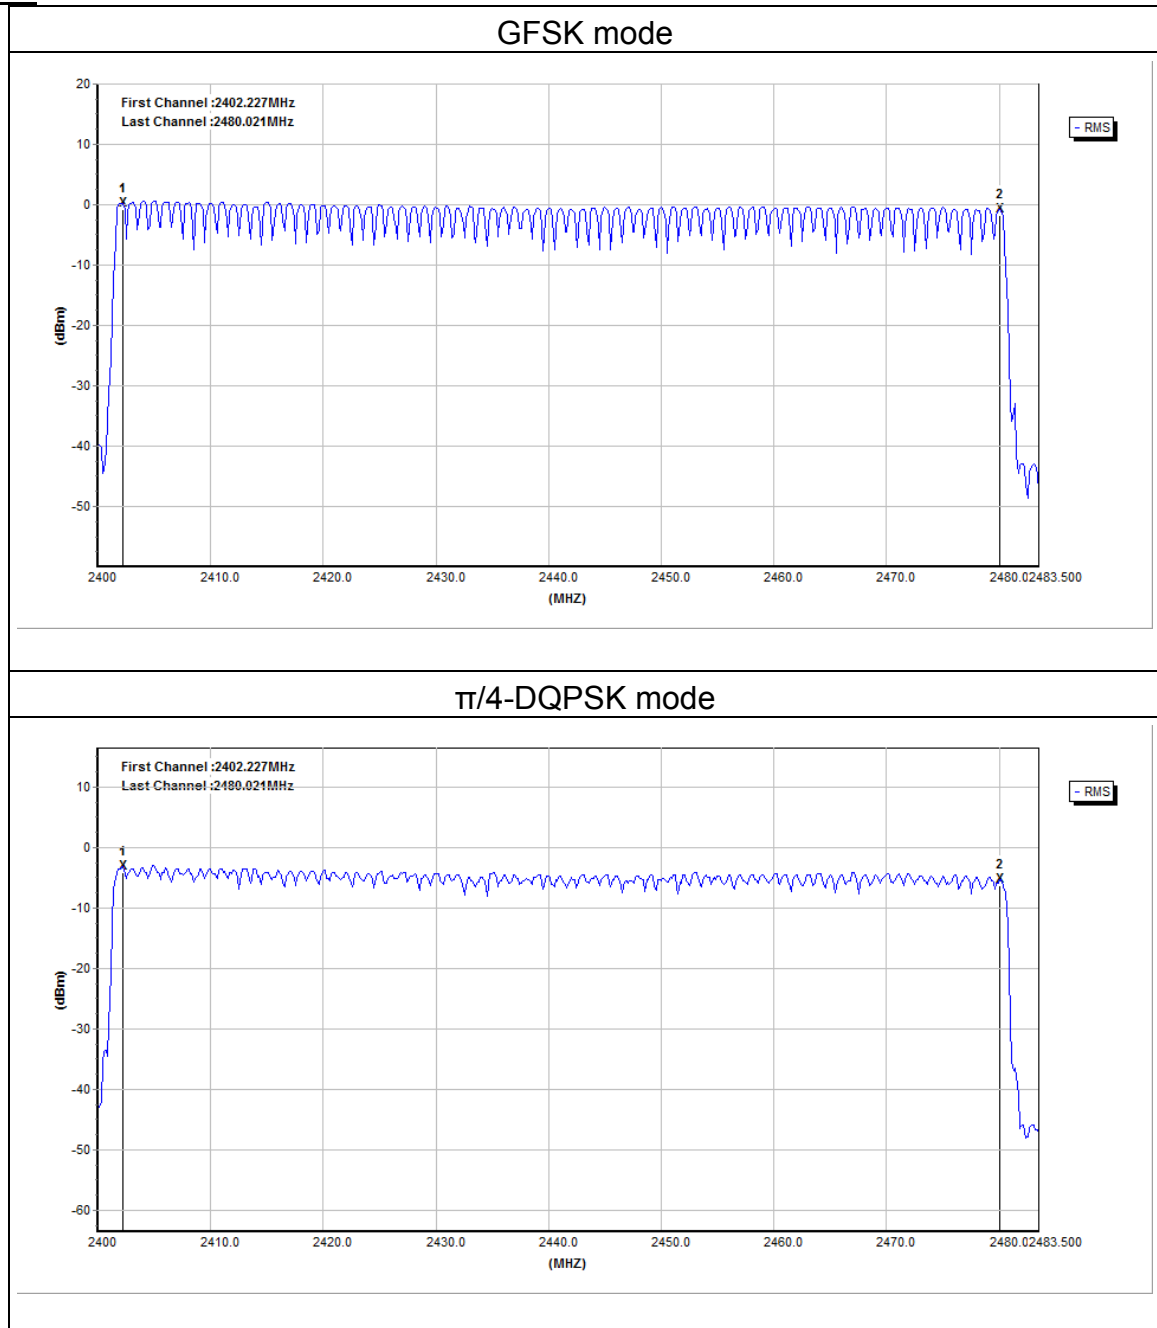 GFSK mode
First Channel :2402.227MHz
Last Channel :2480.021MHz
- RMS
20
10
0
-10
-20
-30
-40
-50
(dBm)
1
2
2400 2410.0 2420.0 2430.0 2440.0 2450.0 2460.0 2470.0 2480.02483.500
(MHZ)
π/4-DQPSK mode
First Channel :2402.227MHz
Last Channel :2480.021MHz
- RMS
10
0
-10
-20
-30
-40
-50
-60
(dBm)
1
2
2400 2410.0 2420.0 2430.0 2440.0 2450.0 2460.0 2470.0 2480.02483.500
(MHZ)